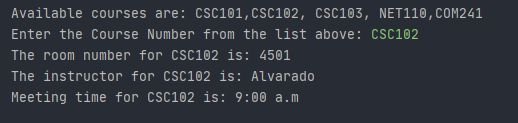 Available courses are: CSC101,CSC102, CSC103, NET110,COM241
Enter the Course Number from the list above: CSC102
The room number for CSC102 is: 4501
The instructor for CSC102 is: Alvarado
Meeting time for CSC102 is: 9:00 a.m